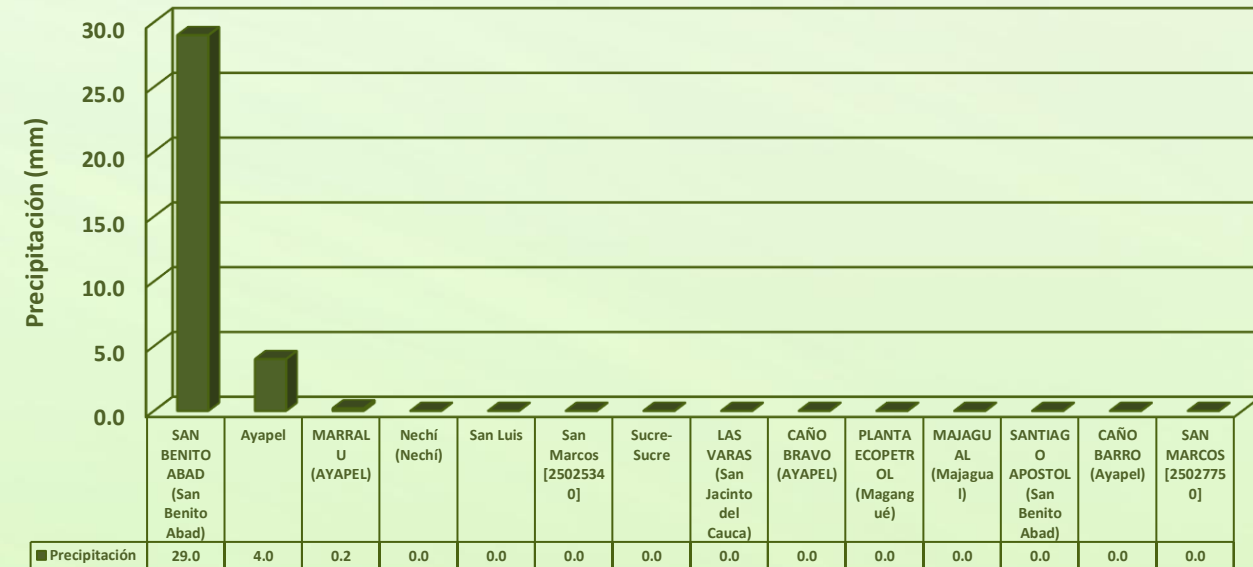 30.0
25.0
20.0
15.0
10.0
5.0
0.0
Precipitación (mm)
SAN
BENITO
ABAD
(San
Benito
Abad)
Ayapel
MARRAL
U
(AYAPEL)
Nechí
(Nechí)
San Luis
San
Marcos
[2502534
0]
Sucre-
Sucre
LAS
VARAS
(San
Jacinto
del
Cauca)
CAÑO
BRAVO
(AYAPEL)
PLANTA
ECOPETR
OL
(Magang
ué)
MAJAGU
AL
(Majagua
l)
SANTIAG
O
APOSTOL
(San
Benito
Abad)
CAÑO
BARRO
(Ayapel)
SAN
MARCOS
[2502775
0]
Precipitación 29.0 4.0 0.2 0.0 0.0 0.0 0.0 0.0 0.0 0.0 0.0 0.0 0.0 0.0